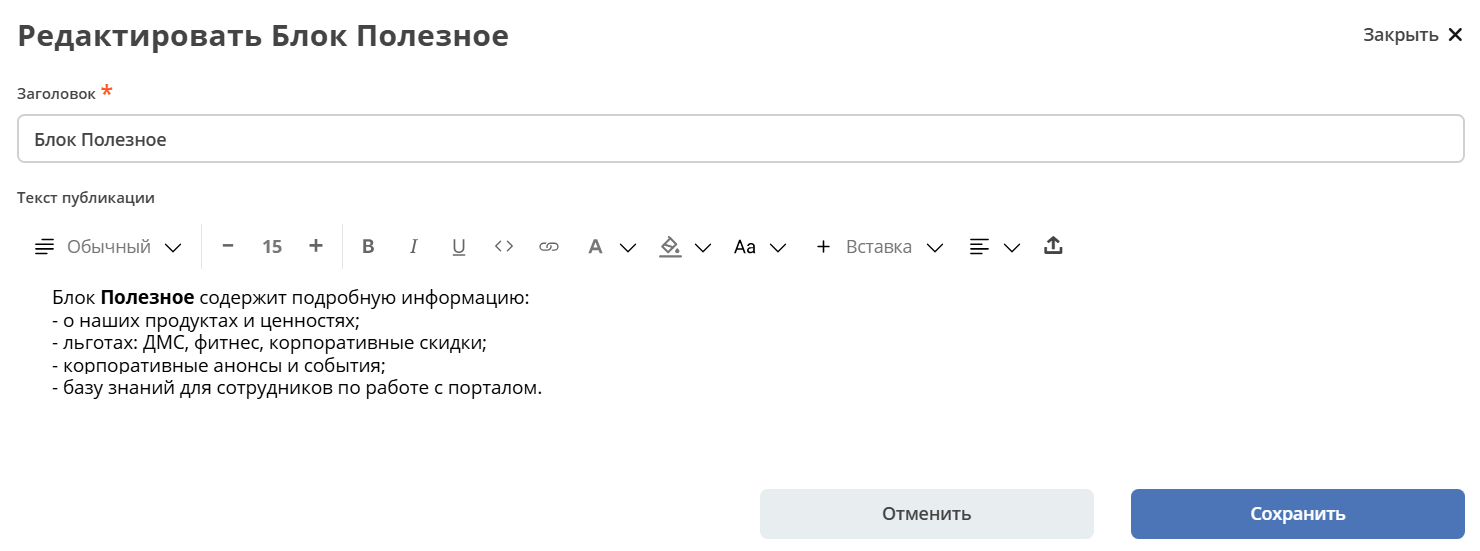 Редактировать Блок Полезное
Закрыть
Заголовок *
Блок Полезное
Текст публикации
Обычный − 15 + B I U <> A Aa + Вставка
Блок Полезное содержит подробную информацию:
- о наших продуктах и ценностях;
- льготах: ДМС, фитнес, корпоративные скидки;
- корпоративные анонсы и события;
- базу знаний для сотрудников по работе с порталом.
Отменить Сохранить